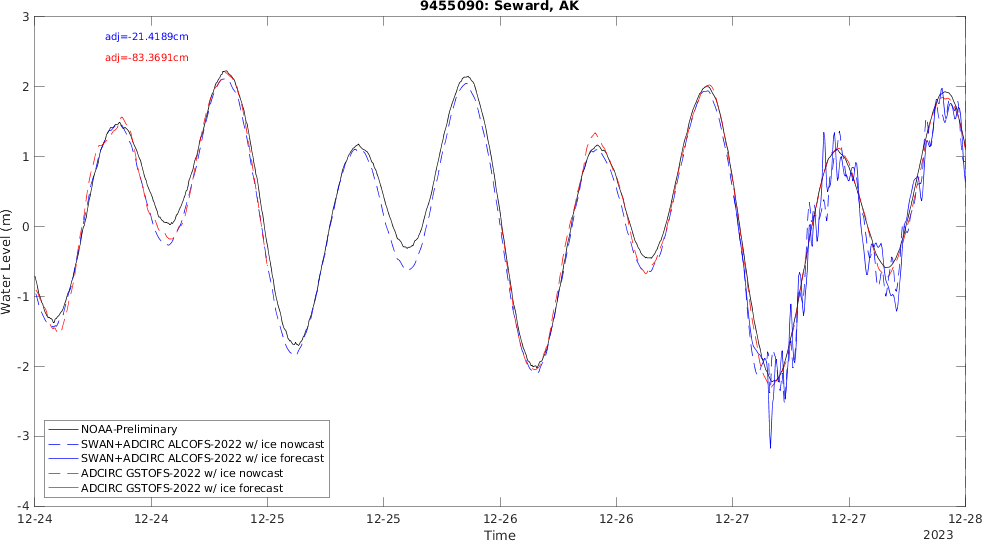 9455090: Seward, AK
adj=-21.4189cm
adj=-83.3691cm
3
2
1
0
-1
-2
-3
-4
Water Level (m)
NOAA-Preliminary
SWAN+ADCIRC ALCOFS-2022 w/ ice nowcast
SWAN+ADCIRC ALCOFS-2022 w/ ice forecast
ADCIRC GSTOFS-2022 w/ ice nowcast
ADCIRC GSTOFS-2022 w/ ice forecast
12-24 12-24 12-25 12-25 12-26 12-26 12-27 12-27 12-28
Time
2023